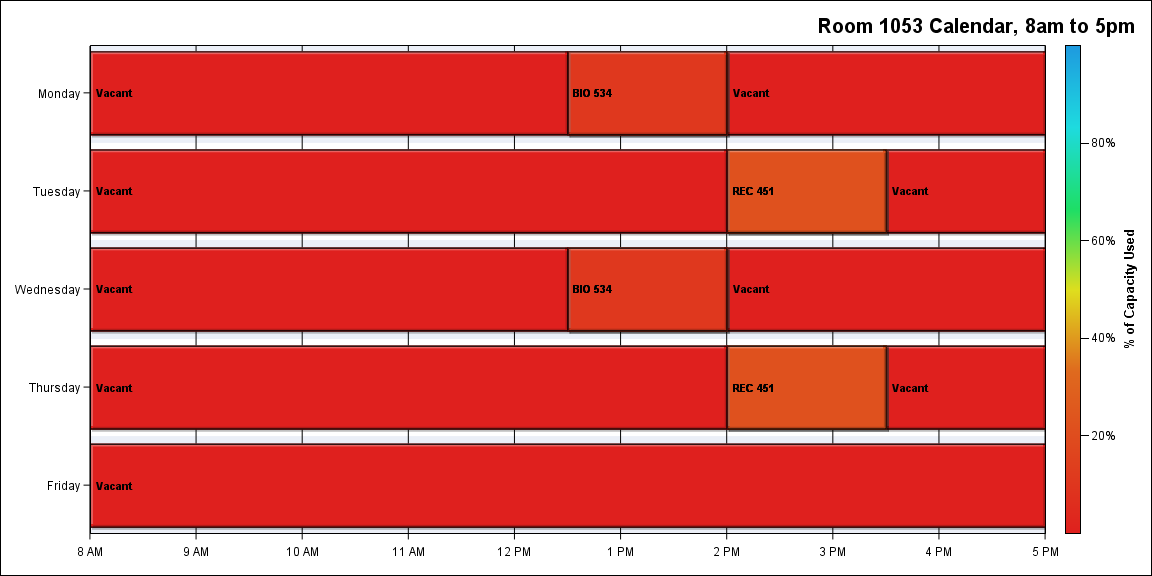 Room 1053 Calendar, 8am to 5pm
Monday
Vacant
BIO 534
Vacant
80%
Tuesday
Vacant
REC 451
Vacant
60%
Wednesday
Vacant
BIO 534
Vacant
% of Capacity Used
40%
Thursday
Vacant
REC 451
Vacant
20%
Friday
Vacant
8 AM 9 AM 10 AM 11 AM 12 PM 1 PM 2 PM 3 PM 4 PM 5 PM